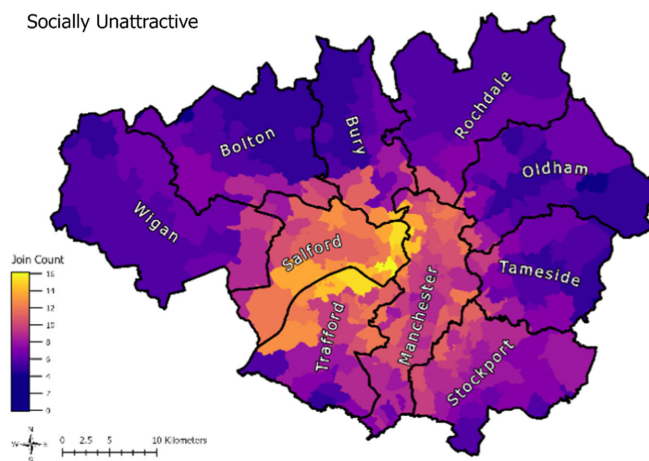 Socially Unattractive
Rochdale
Bury
Bolton
Oldham
Wigan
Salford
Tameside
Manchester
Trafford
Stockport
Join Count
16
14
12
10
8
6
4
2
0
N
W E
S
0 2.5 5 10 Kilometers